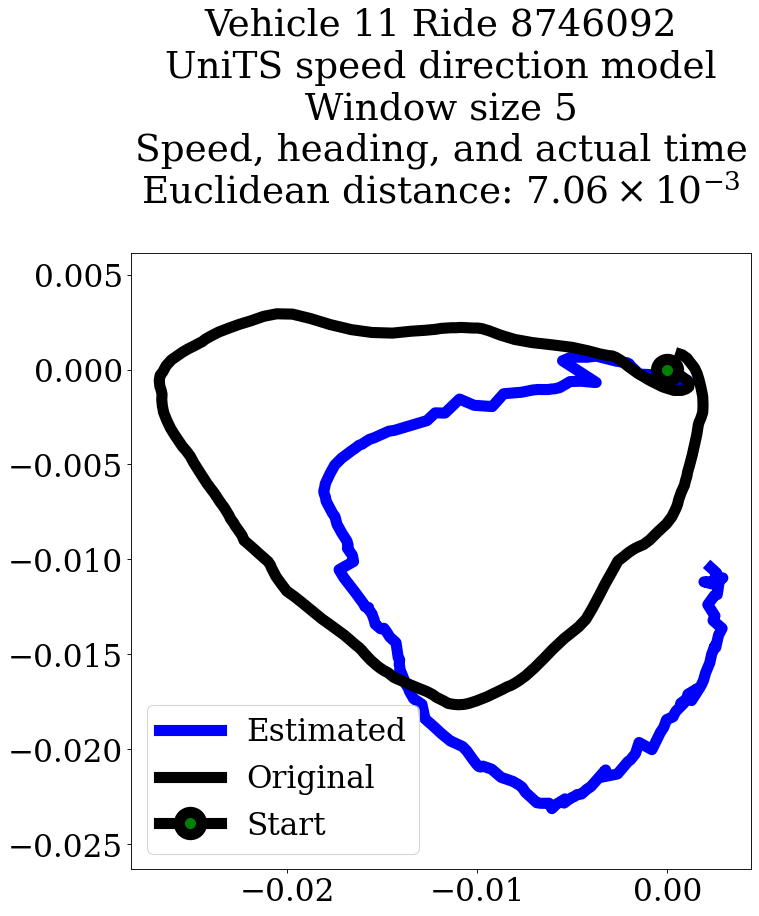 Vehicle 11 Ride 8746092
UniTS speed direction model
Window size 5
Speed, heading, and actual time
Euclidean distance: 7.06 × 10⁻³
0.005
0.000
−0.005
−0.010
−0.015
−0.020
−0.025
Estimated
Original
Start
−0.02 −0.01 0.00